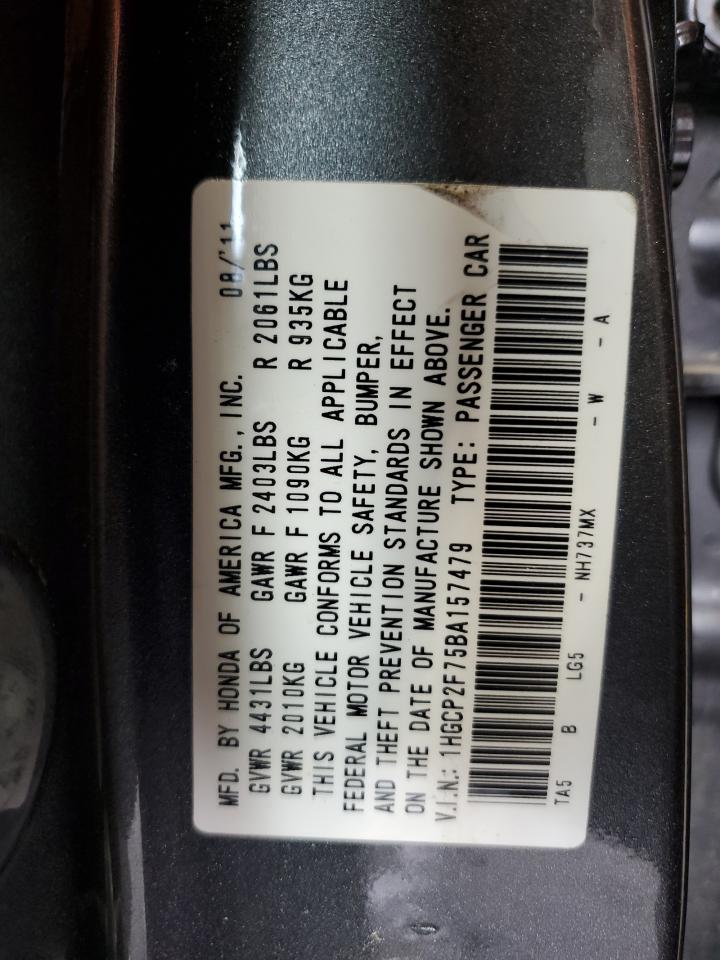 MFD. BY HONDA OF AMERICA MFG., INC. 08/'11
GVWR 4431LBS GAWR F 2403LBS R 2061LBS
GVWR 2010KG GAWR F 1090KG R 935KG
THIS VEHICLE CONFORMS TO ALL APPLICABLE
FEDERAL MOTOR VEHICLE SAFETY, BUMPER,
AND THEFT PREVENTION STANDARDS IN EFFECT
ON THE DATE OF MANUFACTURE SHOWN ABOVE.
V.I.N.: 1HGCP2F75BA157479 TYPE: PASSENGER CAR
TA5 B LG5 - NH737MX - W - A